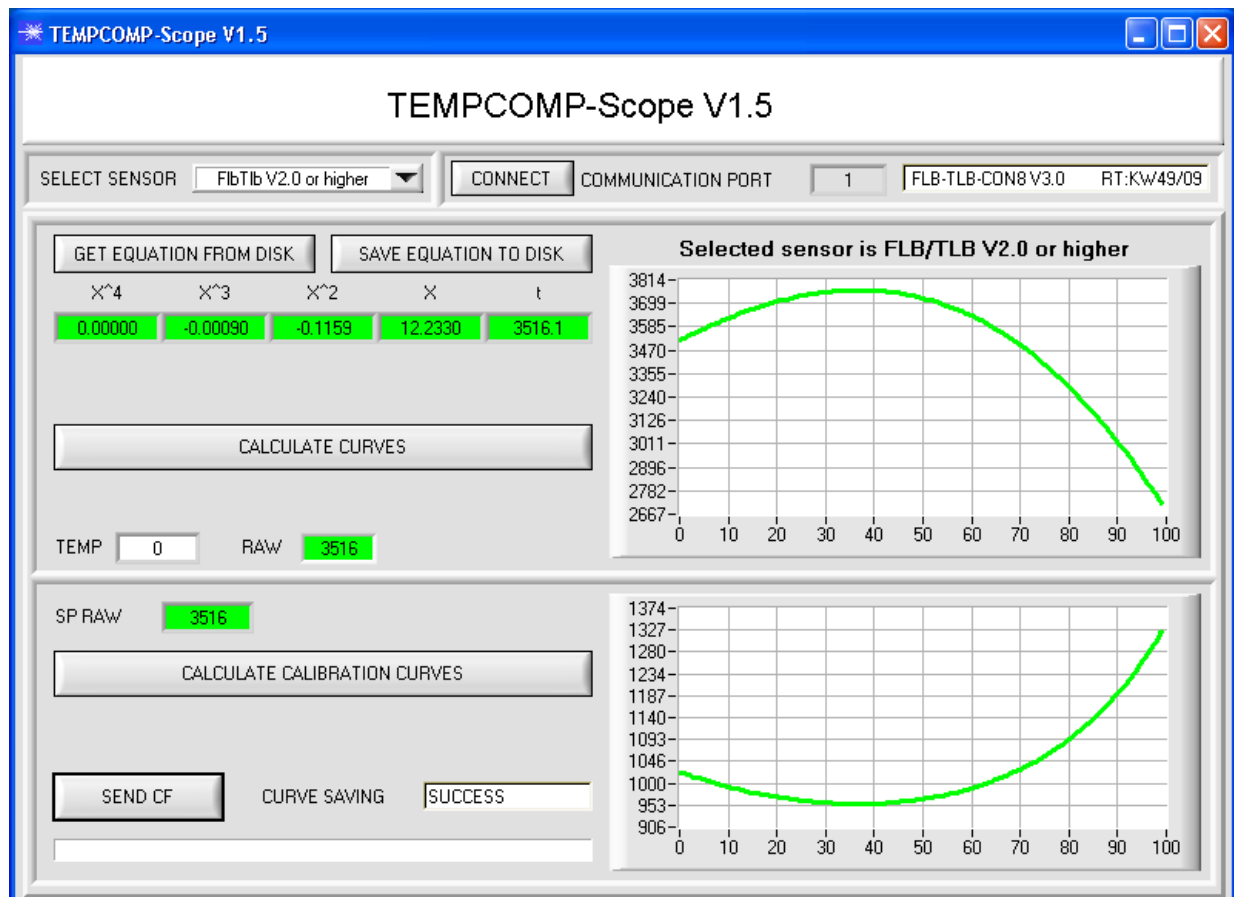 TEMPCOMP-Scope V1.5
TEMPCOMP-Scope V1.5
SELECT SENSOR FlbTlb V2.0 or higher CONNECT COMMUNICATION PORT 1 FLB-TLB-CON8 V3.0 RT:KW49/09
GET EQUATION FROM DISK SAVE EQUATION TO DISK
X^4 X^3 X^2 X t
0.00000 -0.00090 -0.1159 12.2330 3516.1
CALCULATE CURVES
TEMP 0 RAW 3516
Selected sensor is FLB/TLB V2.0 or higher
3814
3699
3585
3470
3355
3240
3126
3011
2896
2782
2667
0 10 20 30 40 50 60 70 80 90 100
SP RAW 3516
CALCULATE CALIBRATION CURVES
SEND CF CURVE SAVING SUCCESS
1374
1327
1280
1234
1187
1140
1093
1046
1000
953
906
0 10 20 30 40 50 60 70 80 90 100